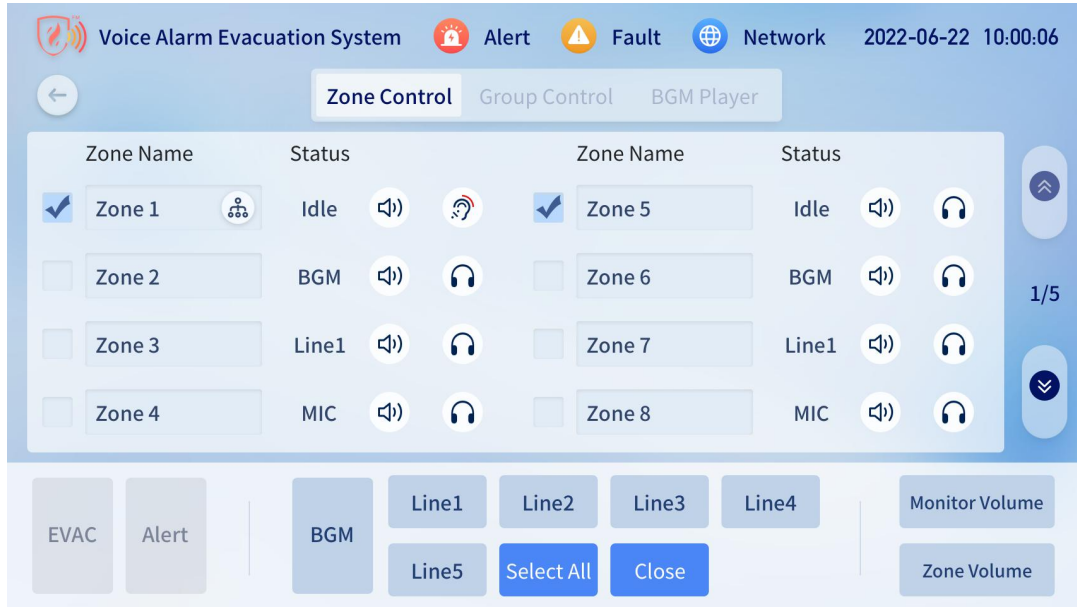 Voice Alarm Evacuation System Alert Fault Network 2022-06-22 10:00:06
Zone Control Group Control BGM Player
Zone Name Status Zone Name Status
Zone 1 Idle Zone 5 Idle
Zone 2 BGM Zone 6 BGM
Zone 3 Line1 Zone 7 Line1
Zone 4 MIC Zone 8 MIC
1/5
EVAC Alert BGM
Line1 Line2 Line3 Line4 Monitor Volume
Line5 Select All Close Zone Volume